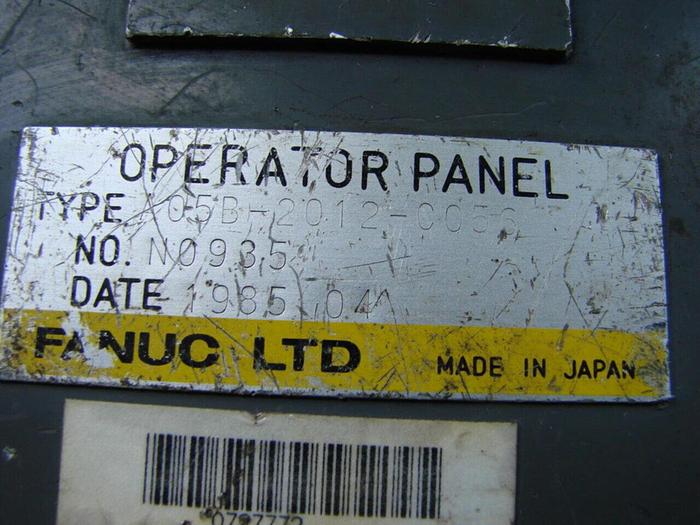 OPERATOR PANEL
TYPE A05B-2012-C056
NO. N0935
DATE 1985.04
FANUC LTD
MADE IN JAPAN